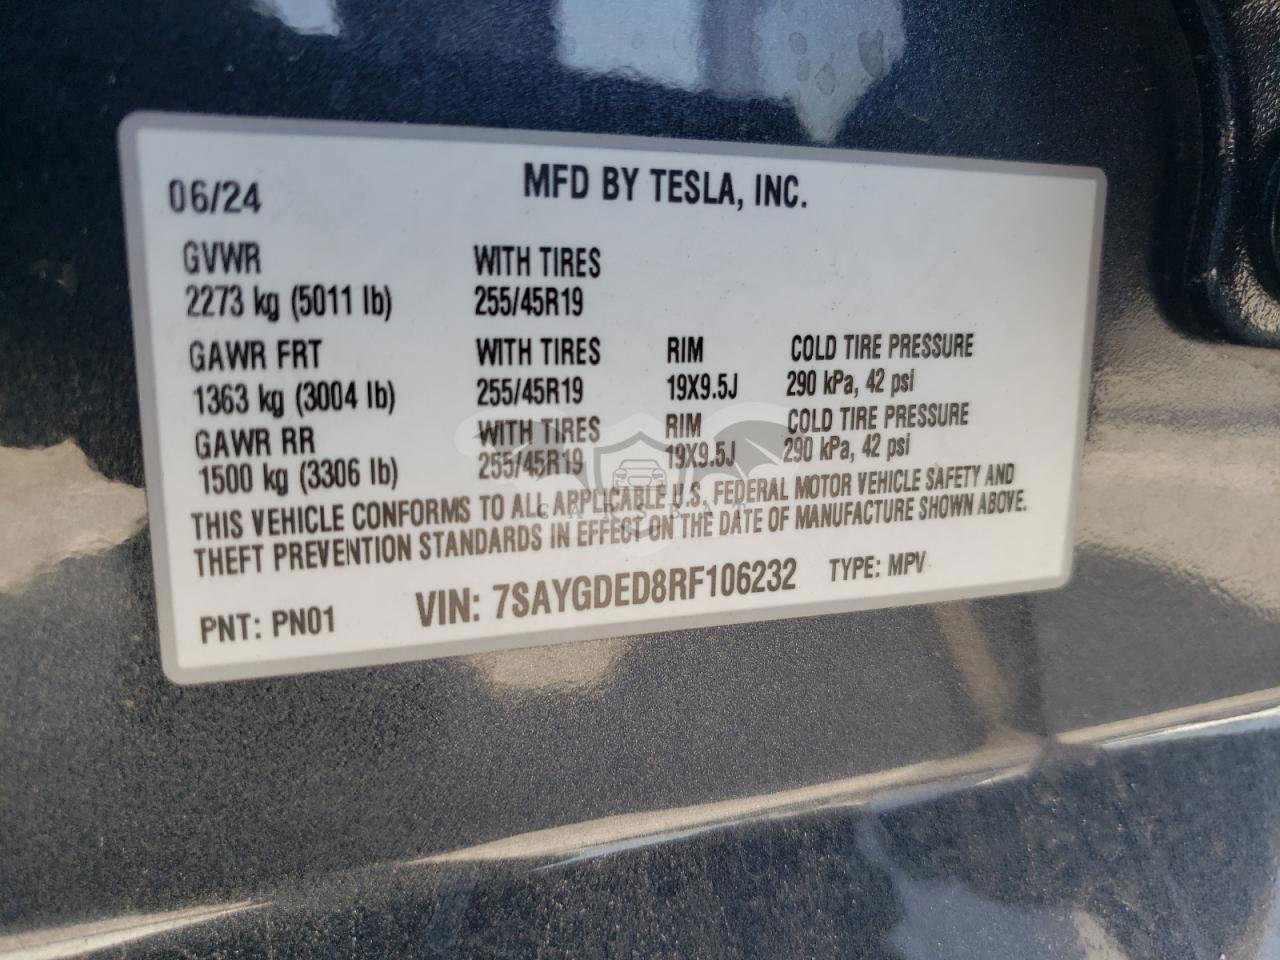 06/24 MFD BY TESLA, INC.
GVWR WITH TIRES
2273 kg (5011 lb) 255/45R19
GAWR FRT WITH TIRES RIM COLD TIRE PRESSURE
1363 kg (3004 lb) 255/45R19 19X9.5J 290 kPa, 42 psi
GAWR RR WITH TIRES RIM COLD TIRE PRESSURE
1500 kg (3306 lb) 255/45R19 19X9.5J 290 kPa, 42 psi
THIS VEHICLE CONFORMS TO ALL APPLICABLE U.S. FEDERAL MOTOR VEHICLE SAFETY AND
THEFT PREVENTION STANDARDS IN EFFECT ON THE DATE OF MANUFACTURE SHOWN ABOVE.
PNT: PN01 VIN: 7SAYGDED8RF106232 TYPE: MPV